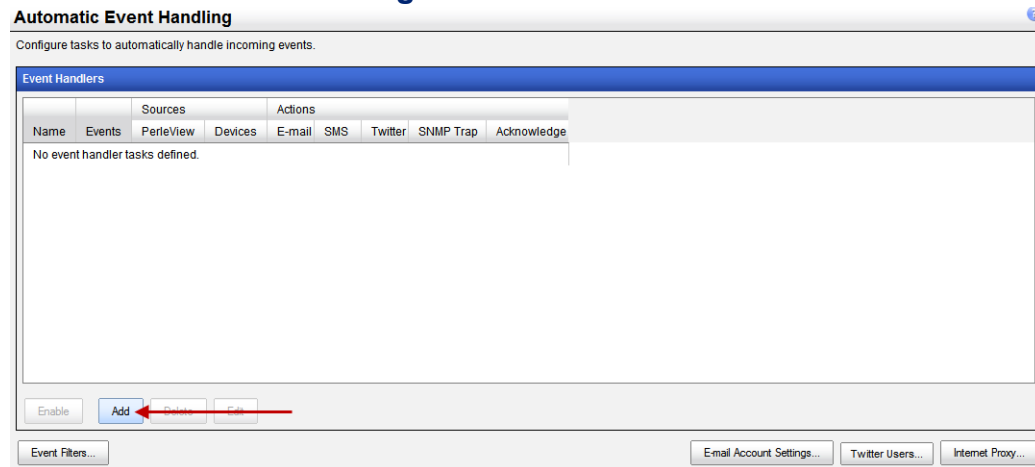 Automatic Event Handling
Configure tasks to automatically handle incoming events.
Event Handlers
Sources Actions
Name Events PerleView Devices E-mail SMS Twitter SNMP Trap Acknowledge
No event handler tasks defined.
Enable Add Delete Edit
Event Filters... E-mail Account Settings... Twitter Users... Internet Proxy...